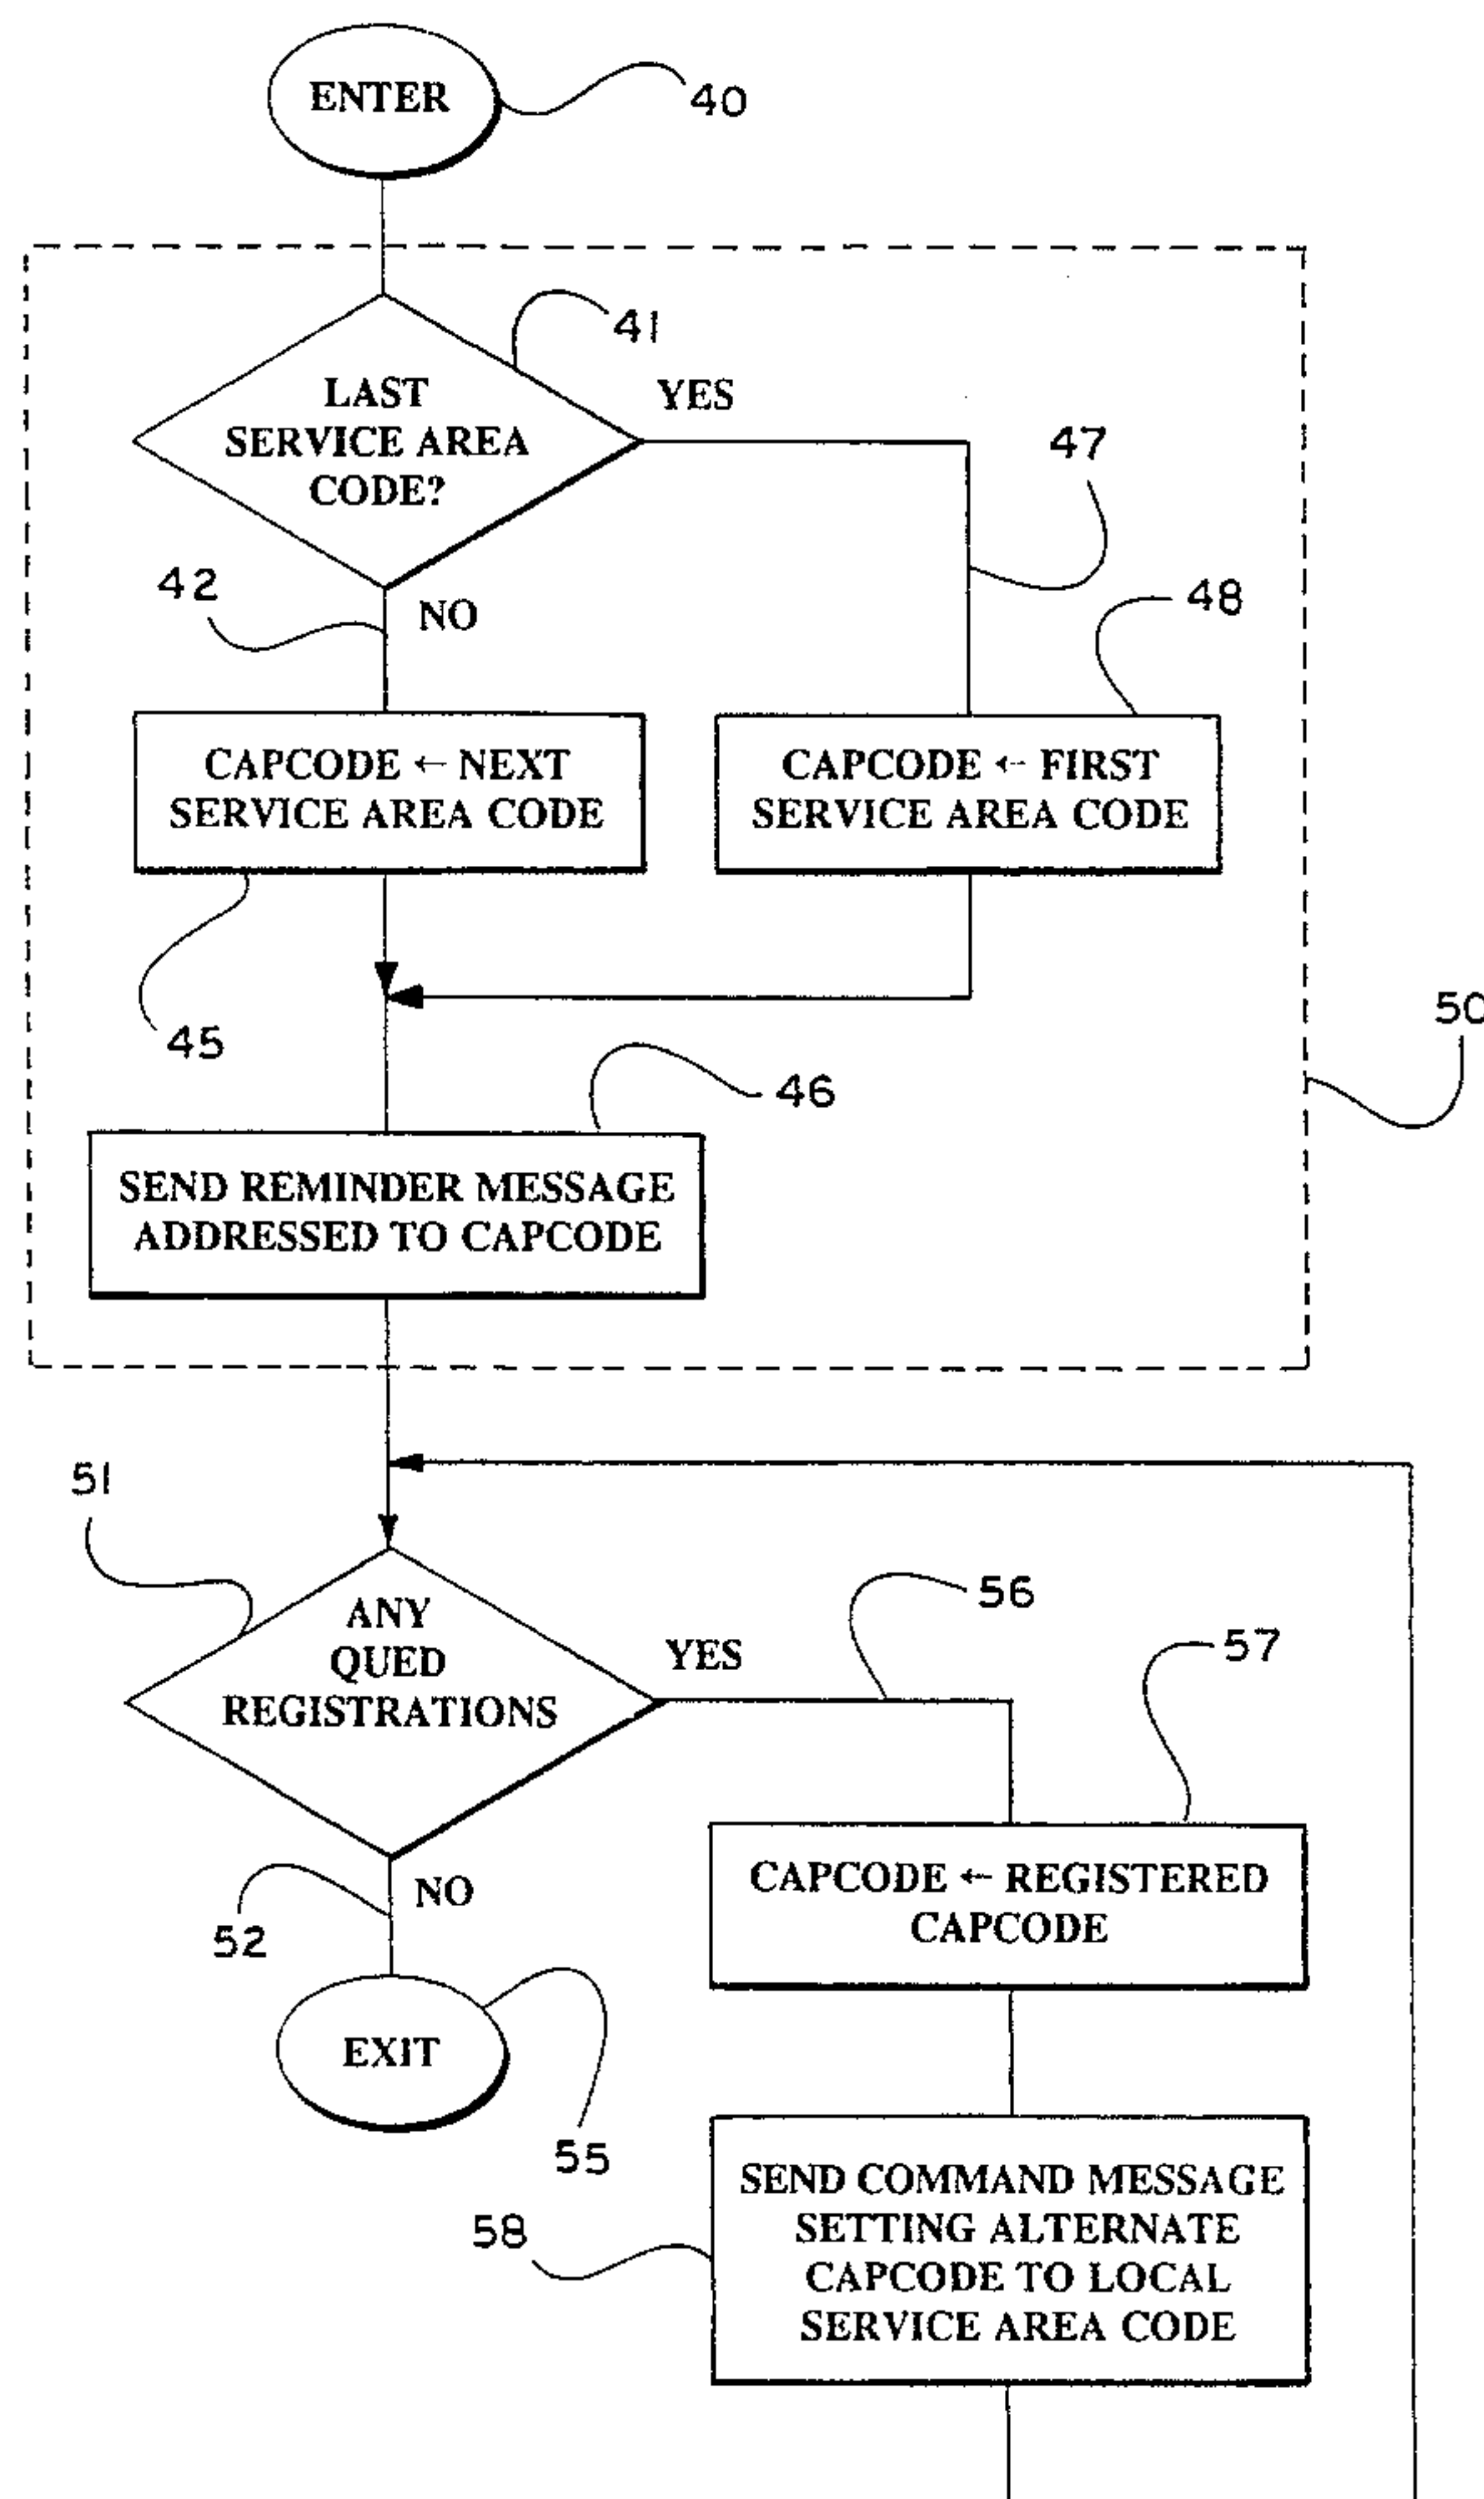 ENTER
40
41
LAST
SERVICE AREA
CODE?
YES
47
42
NO
48
CAPCODE ← NEXT
SERVICE AREA CODE
CAPCODE ← FIRST
SERVICE AREA CODE
50
45
46
SEND REMINDER MESSAGE
ADDRESSED TO CAPCODE
51
ANY
QUED
REGISTRATIONS
YES
56
57
CAPCODE ← REGISTERED
CAPCODE
NO
52
EXIT
55
58
SEND COMMAND MESSAGE
SETTING ALTERNATE
CAPCODE TO LOCAL
SERVICE AREA CODE